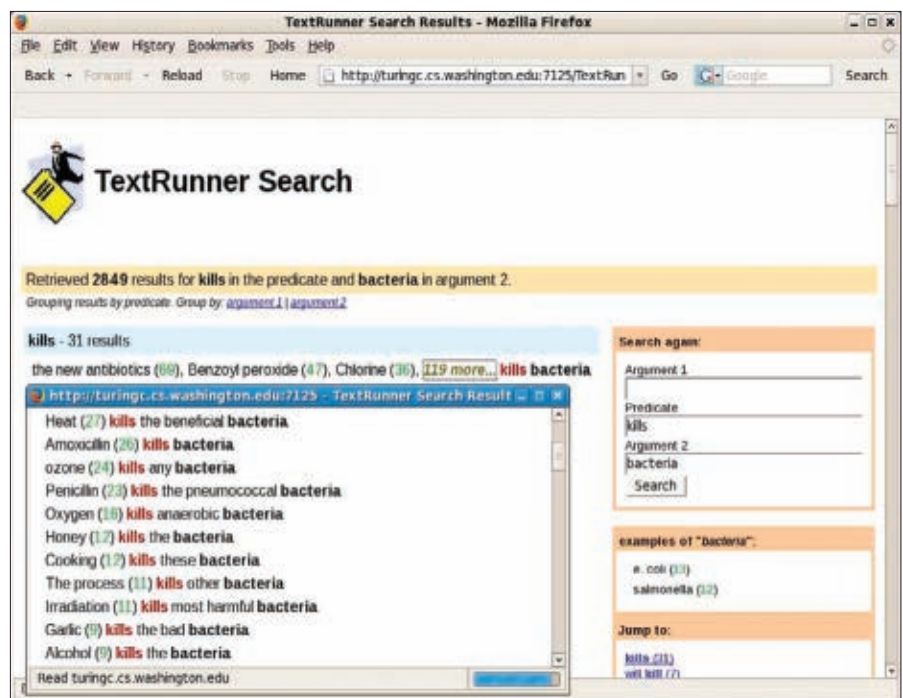 TextRunner Search Results - Mozilla Firefox
File Edit View History Bookmarks Tools Help
Back Forward Reload Stop Home http://turingc.cs.washington.edu:7125/TextRun Go G Google Search
TextRunner Search
Retrieved 2849 results for kills in the predicate and bacteria in argument 2.
Grouping results by predicate. Group by: argument 1 | argument 2
kills - 31 results
the new antibiotics (69), Benzoyl peroxide (47), Chlorine (36), 119 more... kills bacteria
http://turingc.cs.washington.edu:7125 - TextRunner Search Result
Heat (27) kills the beneficial bacteria
Amoxicillin (26) kills bacteria
ozone (24) kills any bacteria
Penicillin (23) kills the pneumococcal bacteria
Oxygen (16) kills anaerobic bacteria
Honey (12) kills the bacteria
Cooking (12) kills these bacteria
The process (11) kills other bacteria
Irradiation (11) kills most harmful bacteria
Garlic (9) kills the bad bacteria
Alcohol (9) kills the bacteria
Read turingc.cs.washington.edu
Search again:
Argument 1
Predicate
kills
Argument 2
bacteria
Search
examples of "bacteria":
e. coli (13)
salmonella (12)
Jump to:
kills (31)
will kill (7)